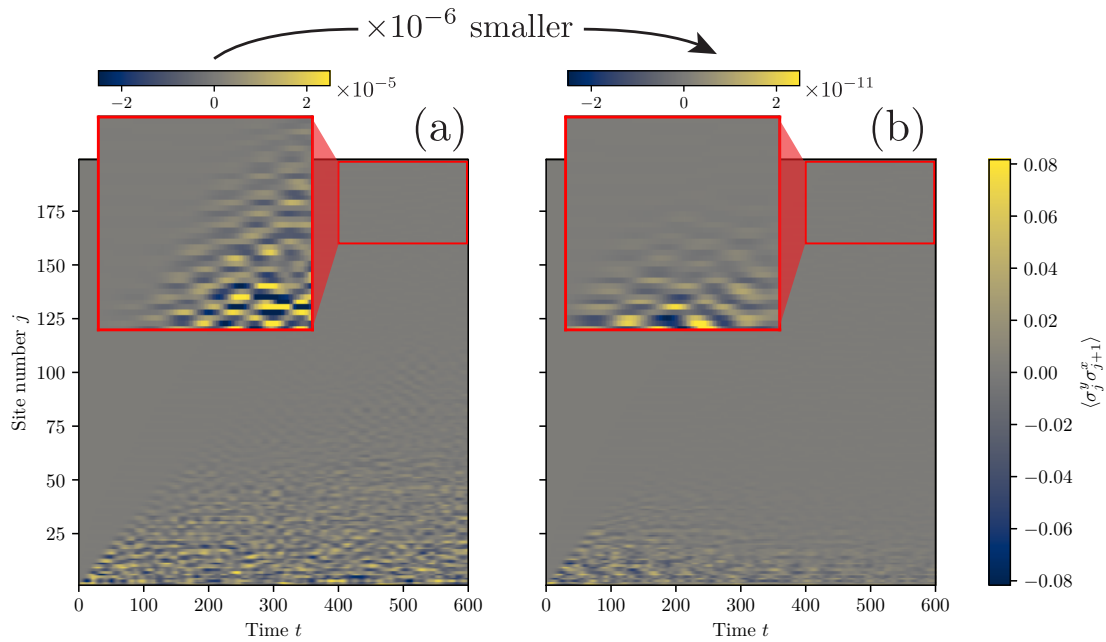 ×10⁻⁶ smaller
−2 0 2 ×10⁻⁵
−2 0 2 ×10⁻¹¹
(a)
(b)
Site number j
175
150
125
100
75
50
25
0 100 200 300 400 500 600
Time t
0 100 200 300 400 500 600
Time t
0.08
0.06
0.04
0.02
0.00
−0.02
−0.04
−0.06
−0.08
⟨σʲʸσʲ₊₁ˣ⟩